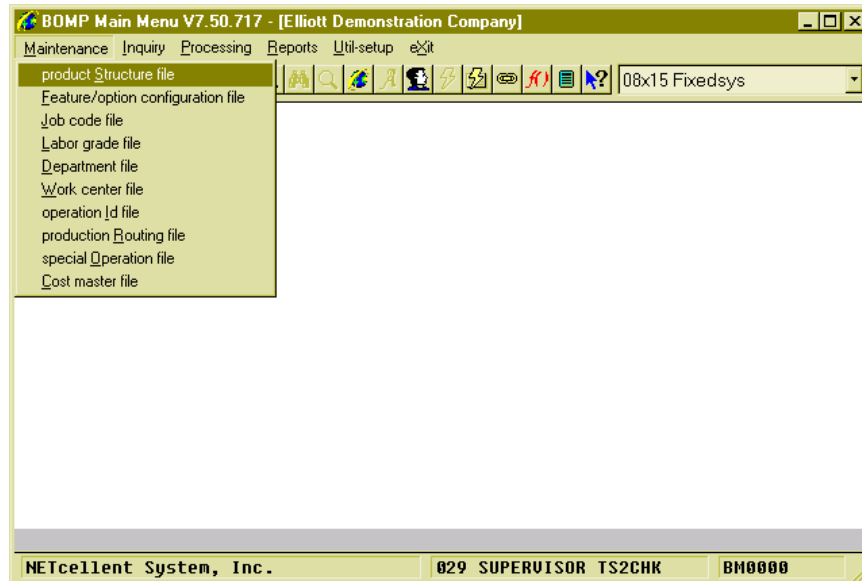 BOMP Main Menu V7.50.717 - [Elliott Demonstration Company]
Maintenance Inquiry Processing Reports Util-setup eXit
product Structure file
08x15 Fixedsys
Feature/option configuration file
Job code file
Labor grade file
Department file
Work center file
operation Id file
production Routing file
special Operation file
Cost master file
NETcellent System, Inc. 029 SUPERVISOR TS2CHK BM0000